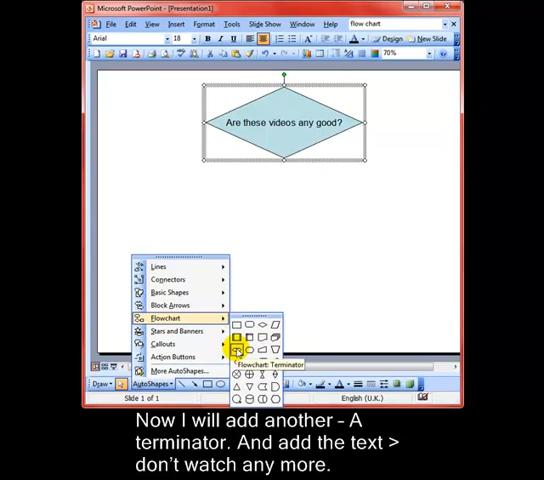 Microsoft PowerPoint - [Presentation1]
File Edit View Insert Format Tools Slide Show Window flow chart
Arial 18 B I U Design New Slide
70%
Are these videos any good?
Lines
Connectors
Basic Shapes
Block Arrows
Flowchart
Stars and Banners
Callouts
Action Buttons
More AutoShapes...
Flowchart: Terminator
Draw AutoShapes
Slide 1 of 1 English (U.K.)
Now I will add another - A
terminator. And add the text >
don't watch any more.